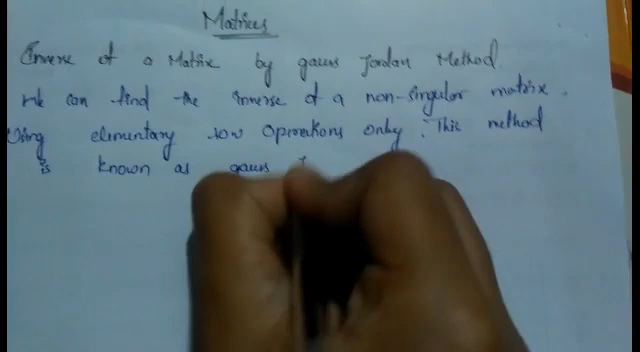 Matrices
Inverse of a Matrix by gauss Jordan Method.
We can find the inverse of a non-singular matrix.
Using elementary row Operations only. This method
is known as gauss